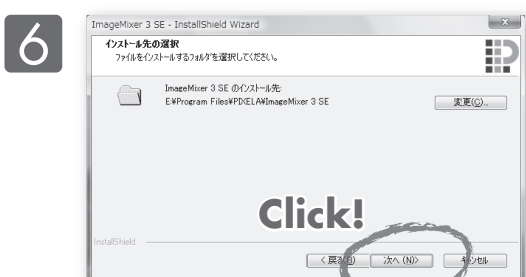 6
ImageMixer 3 SE - InstallShield Wizard
インストール先の選択
ファイルをインストールするフォルダを選択してください。
ImageMixer 3 SE のインストール先:
E:¥Program Files¥PIXELA¥ImageMixer 3 SE
変更(C)...
Click!
InstallShield
< 戻る(B)
次へ (N)>
キャンセル